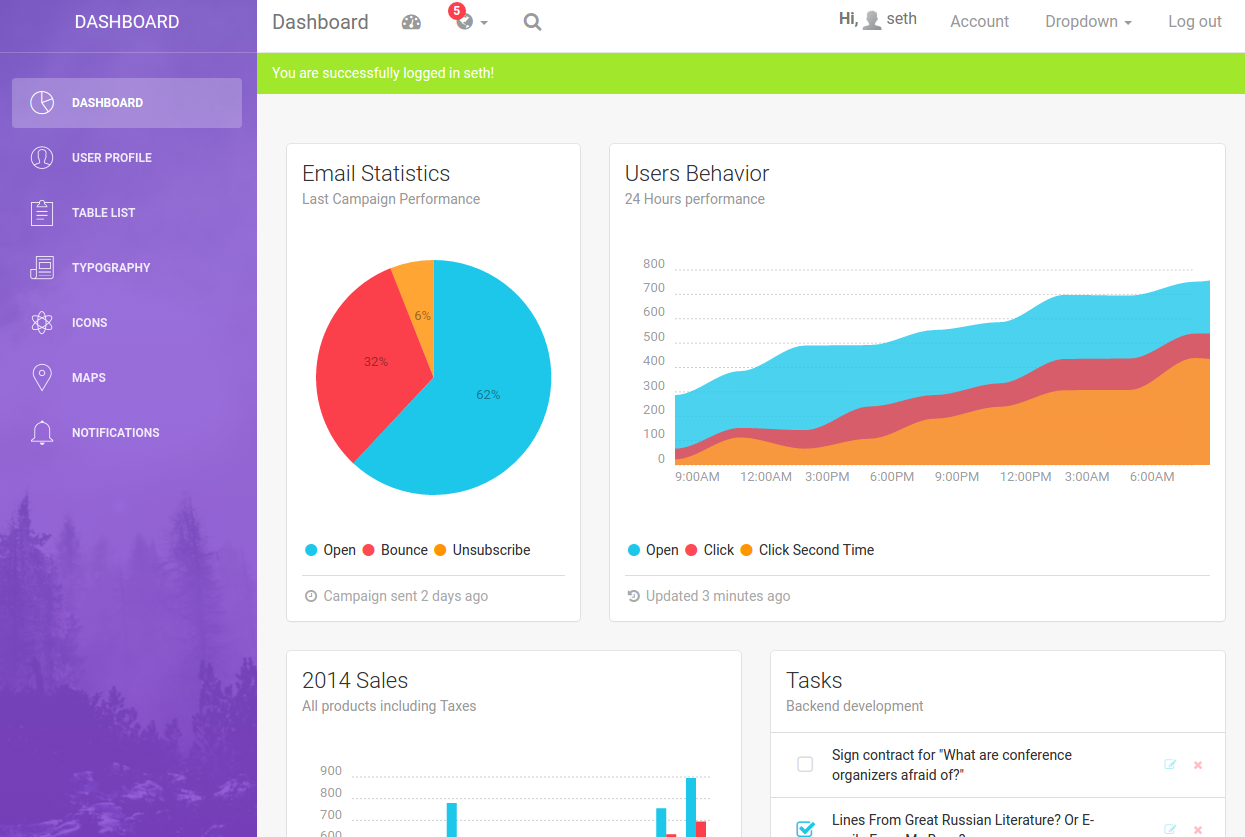 DASHBOARD
Dashboard
5
Hi, seth
Account
Dropdown
Log out
You are successfully logged in seth!
DASHBOARD
USER PROFILE
TABLE LIST
TYPOGRAPHY
ICONS
MAPS
NOTIFICATIONS
Email Statistics
Last Campaign Performance
6%
32%
62%
Open Bounce Unsubscribe
Campaign sent 2 days ago
Users Behavior
24 Hours performance
800
700
600
500
400
300
200
100
0
9:00AM 12:00AM 3:00PM 6:00PM 9:00PM 12:00PM 3:00AM 6:00AM
Open Click Click Second Time
Updated 3 minutes ago
2014 Sales
All products including Taxes
900
800
700
600
Tasks
Backend development
Sign contract for "What are conference
organizers afraid of?"
Lines From Great Russian Literature? Or E-